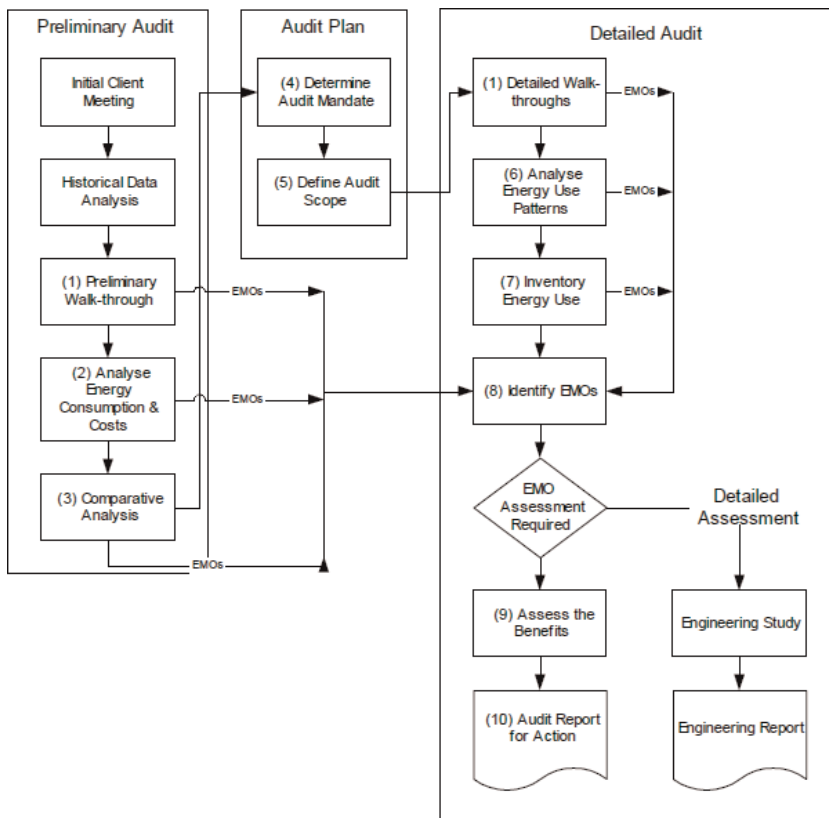 Preliminary Audit
Initial Client
Meeting
Historical Data
Analysis
(1) Preliminary
Walk-through
EMOs
(2) Analyse
Energy
Consumption &
Costs
EMOs
(3) Comparative
Analysis
EMOs
Audit Plan
(4) Determine
Audit Mandate
(5) Define Audit
Scope
Detailed Audit
(1) Detailed Walk-
throughs
EMOs
(6) Analyse
Energy Use
Patterns
EMOs
(7) Inventory
Energy Use
EMOs
(8) Identify EMOs
EMO
Assessment
Required
Detailed
Assessment
(9) Assess the
Benefits
Engineering Study
(10) Audit Report
for Action
Engineering Report